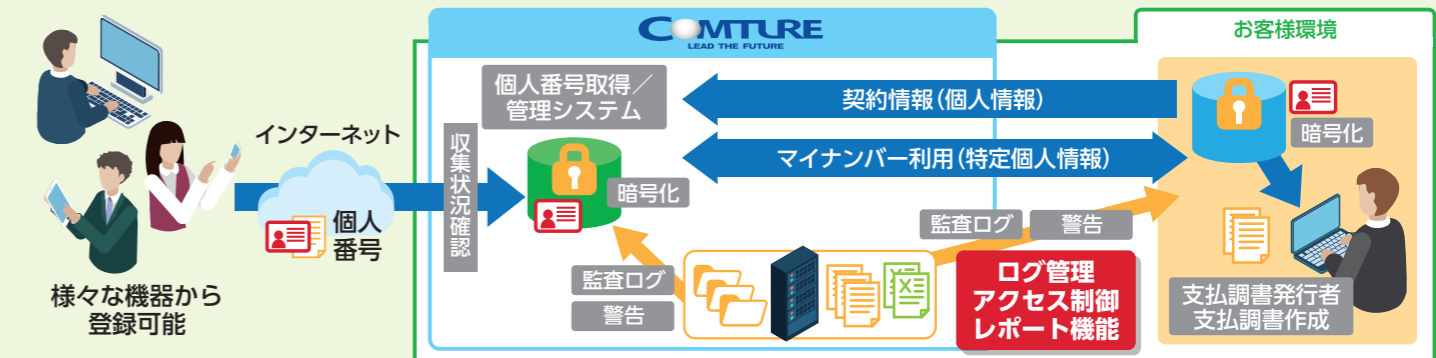 様々な機器から
登録可能
インターネット
個人
番号
収集状況確認
COMTURE
LEAD THE FUTURE
個人番号取得／
管理システム
暗号化
契約情報（個人情報）
マイナンバー利用（特定個人情報）
監査ログ
警告
監査ログ
警告
ログ管理
アクセス制御
レポート機能
お客様環境
暗号化
支払調書発行者
支払調書作成